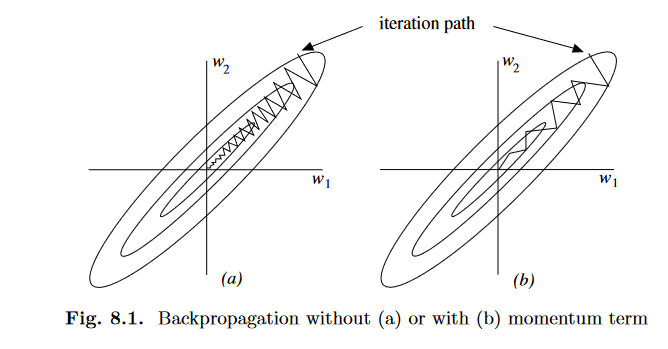 iteration path
w2
w2
w1
w1
(a)
(b)
Fig. 8.1. Backpropagation without (a) or with (b) momentum term